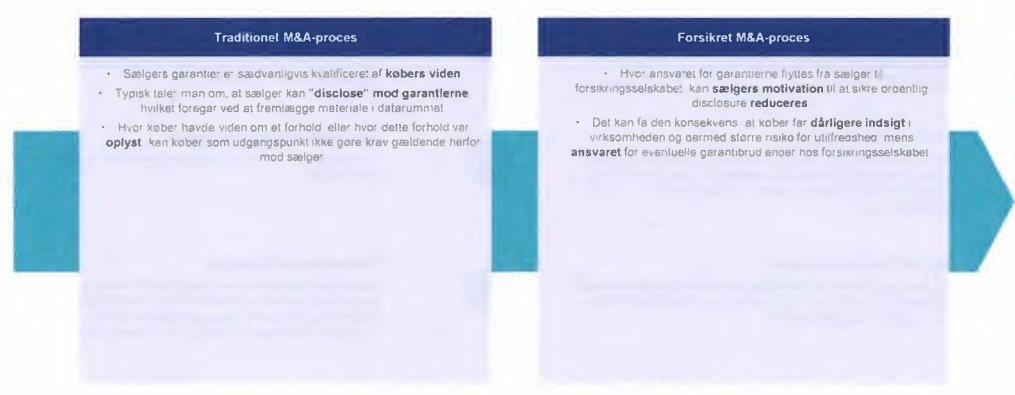 Traditionel M&A-proces
• Sælgers garantier er sædvanligvis kvalificeret af købers viden
• Typisk taler man om, at sælger kan "disclose" mod garantierne
hvilket foregår ved at fremlægge materiale i datarummet
• Hvor køber havde viden om et forhold eller hvor dette forhold var
oplyst kan køber som udgangspunkt ikke gøre krav gældende herfor
mod sælger
Forsikret M&A-proces
• Hvor ansvaret for garantierne flyttes fra sælger til
forsikringsselskabet kan sælgers motivation til at sikre ordentlig
disclosure reduceres
• Det kan få den konsekvens at køber får dårligere indsigt i
virksomheden og dermed større risiko for utilfredshed mens
ansvaret for eventuelle garantibrud ender hos forsikringsselskabet